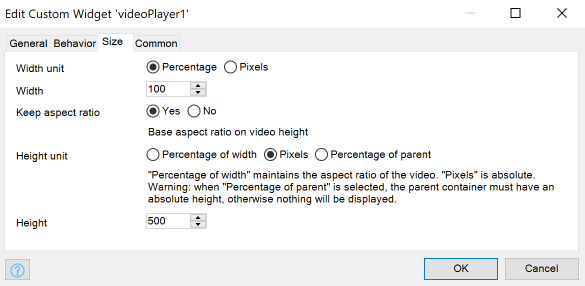 Edit Custom Widget 'videoPlayer1'
General Behavior Size Common
Width unit Percentage Pixels
Width 100
Keep aspect ratio Yes No
Base aspect ratio on video height
Height unit Percentage of width Pixels Percentage of parent
"Percentage of width" maintains the aspect ratio of the video. "Pixels" is absolute.
Warning: when "Percentage of parent" is selected, the parent container must have an
absolute height, otherwise nothing will be displayed.
Height 500
? OK Cancel